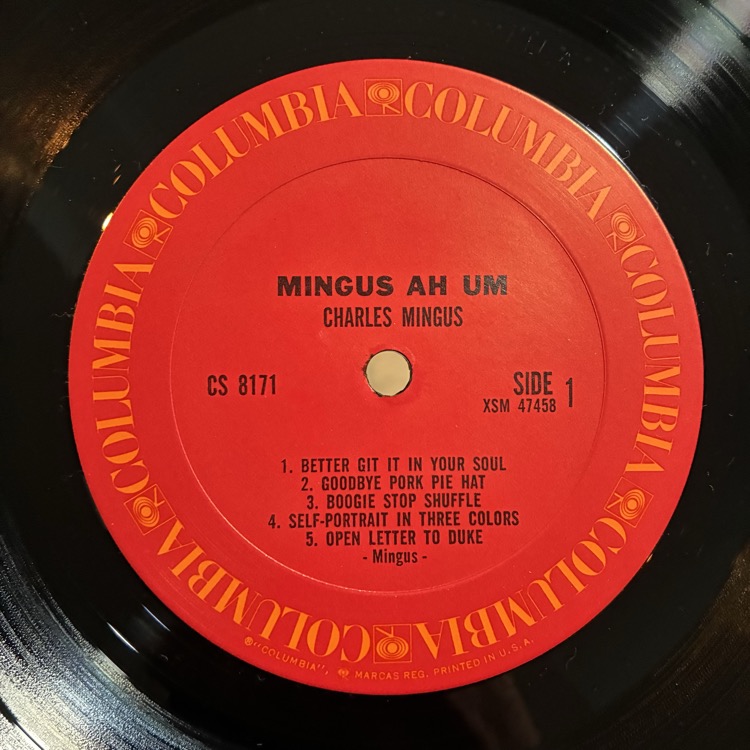 COLUMBIA COLUMBIA COLUMBIA COLUMBIA COLUMBIA COLUMBIA
MINGUS AH UM
CHARLES MINGUS
CS 8171
SIDE 1
XSM 47458
1. BETTER GIT IT IN YOUR SOUL
2. GOODBYE PORK PIE HAT
3. BOOGIE STOP SHUFFLE
4. SELF-PORTRAIT IN THREE COLORS
5. OPEN LETTER TO DUKE
- Mingus -
®"COLUMBIA", MARCAS REG. PRINTED IN U.S.A.